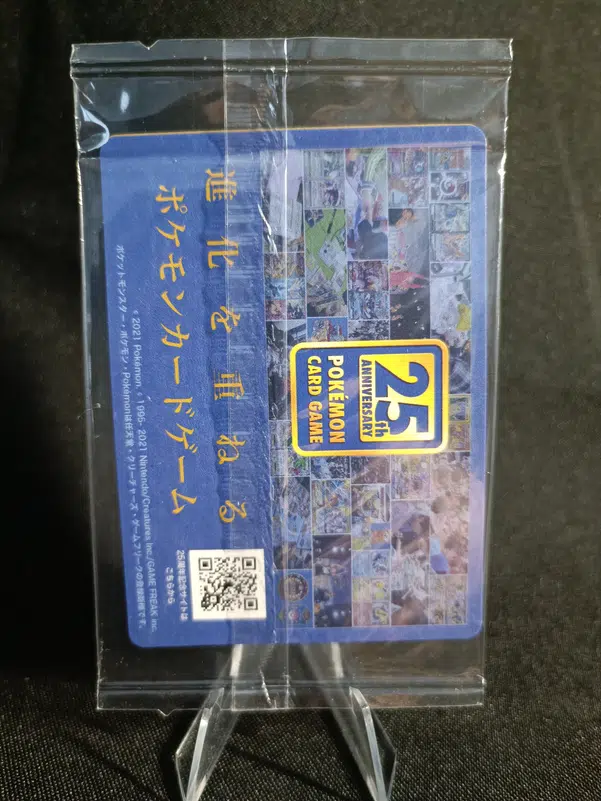 25th
ANNIVERSARY
POKÉMON
CARD GAME
進化を重ねる
ポケモンカードゲーム
ポケットモンスター・ポケモン・Pokémonは任天堂・クリーチャーズ・ゲームフリークの登録商標です。
©2021 Pokémon. ©1995-2021 Nintendo/Creatures Inc./GAME FREAK inc.
25周年記念サイトは
こちらから